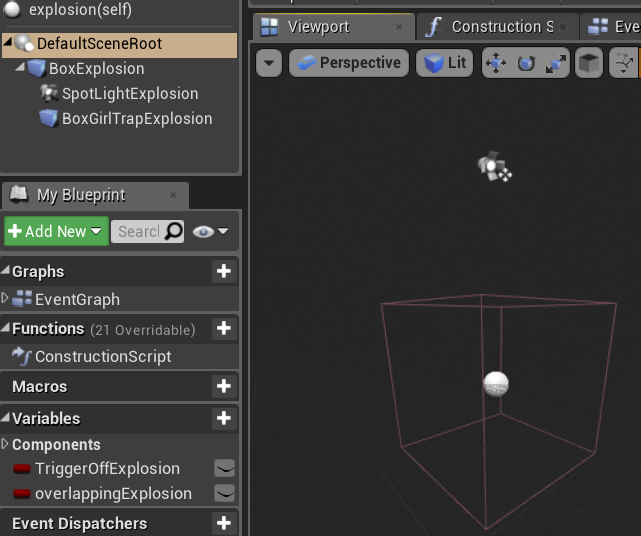 explosion(self)
DefaultSceneRoot
BoxExplosion
SpotLightExplosion
BoxGirlTrapExplosion
My Blueprint
Add New
Search
Graphs
EventGraph
Functions (21 Overridable)
ConstructionScript
Macros
Variables
Components
TriggerOffExplosion
overlappingExplosion
Event Dispatchers
Viewport
Construction S
Eve
Perspective
Lit